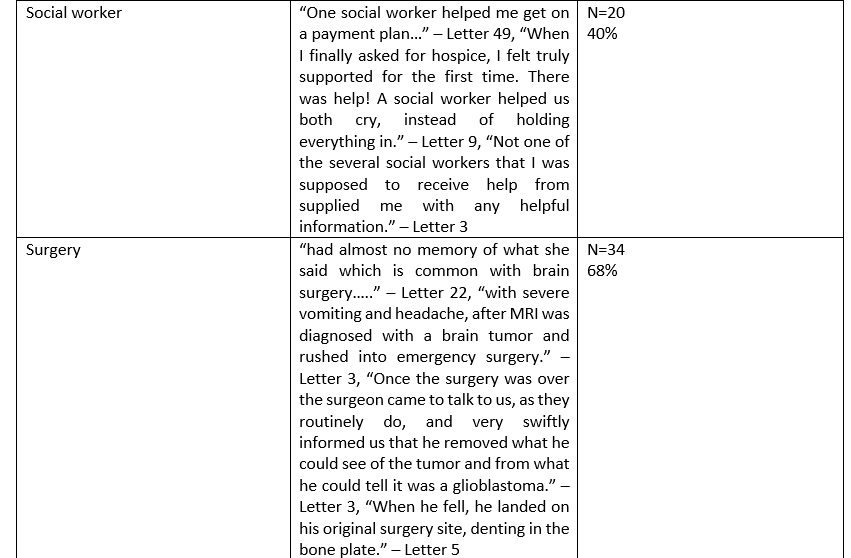 Social worker
“One social worker helped me get on
a payment plan...” – Letter 49, “When
I finally asked for hospice, I felt truly
supported for the first time. There
was help! A social worker helped us
both cry, instead of holding
everything in.” – Letter 9, “Not one of
the several social workers that I was
supposed to receive help from
supplied me with any helpful
information.” – Letter 3
N=20
40%
Surgery
“had almost no memory of what she
said which is common with brain
surgery.....” – Letter 22, “with severe
vomiting and headache, after MRI was
diagnosed with a brain tumor and
rushed into emergency surgery.” –
Letter 3, “Once the surgery was over
the surgeon came to talk to us, as they
routinely do, and very swiftly
informed us that he removed what he
could see of the tumor and from what
he could tell it was a glioblastoma.” –
Letter 3, “When he fell, he landed on
his original surgery site, denting in the
bone plate.” – Letter 5
N=34
68%